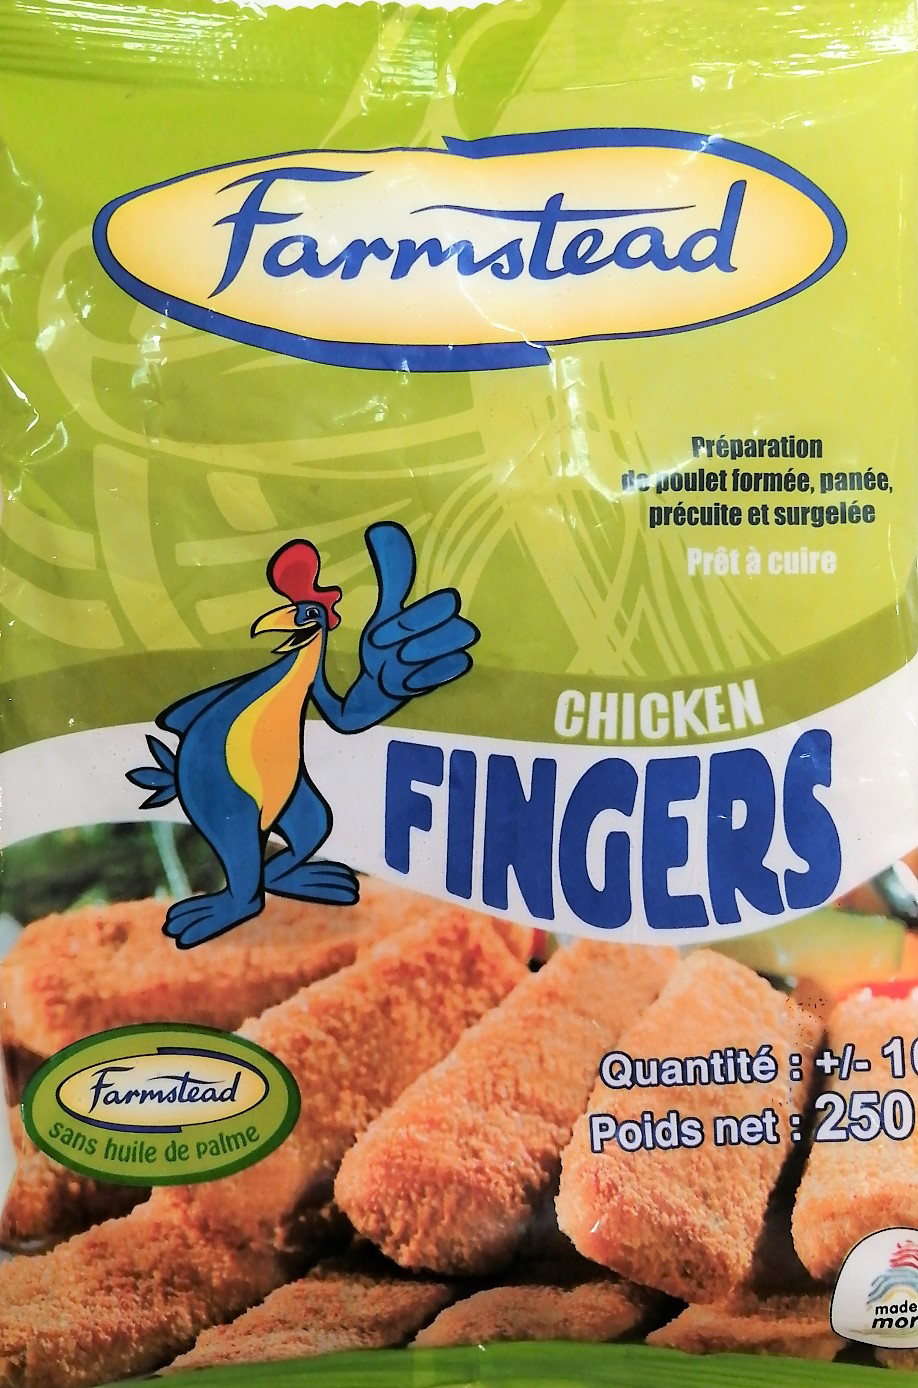 Farmstead
Préparation
de poulet formée, panée,
précuite et surgelée
Prêt à cuire
CHICKEN
FINGERS
Farmstead
sans huile de palme
Quantité : +/-
Poids net : 250
made